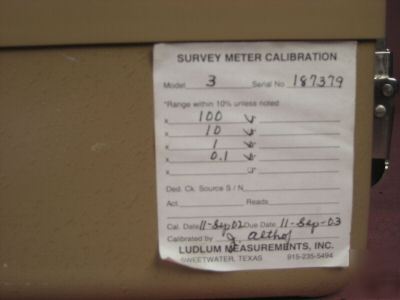 SURVEY METER CALIBRATION
Model 3 Serial No. 187379
*Range within 10% unless noted
x 100
x 10
x 1
x 0.1
x
Ded. Ck. Source S / N
Act. Reads
Cal. Date 11-Sep02 Due Date 11-Sep-03
Calibrated by J. Althof
LUDLUM MEASUREMENTS, INC.
SWEETWATER, TEXAS 915-235-5494